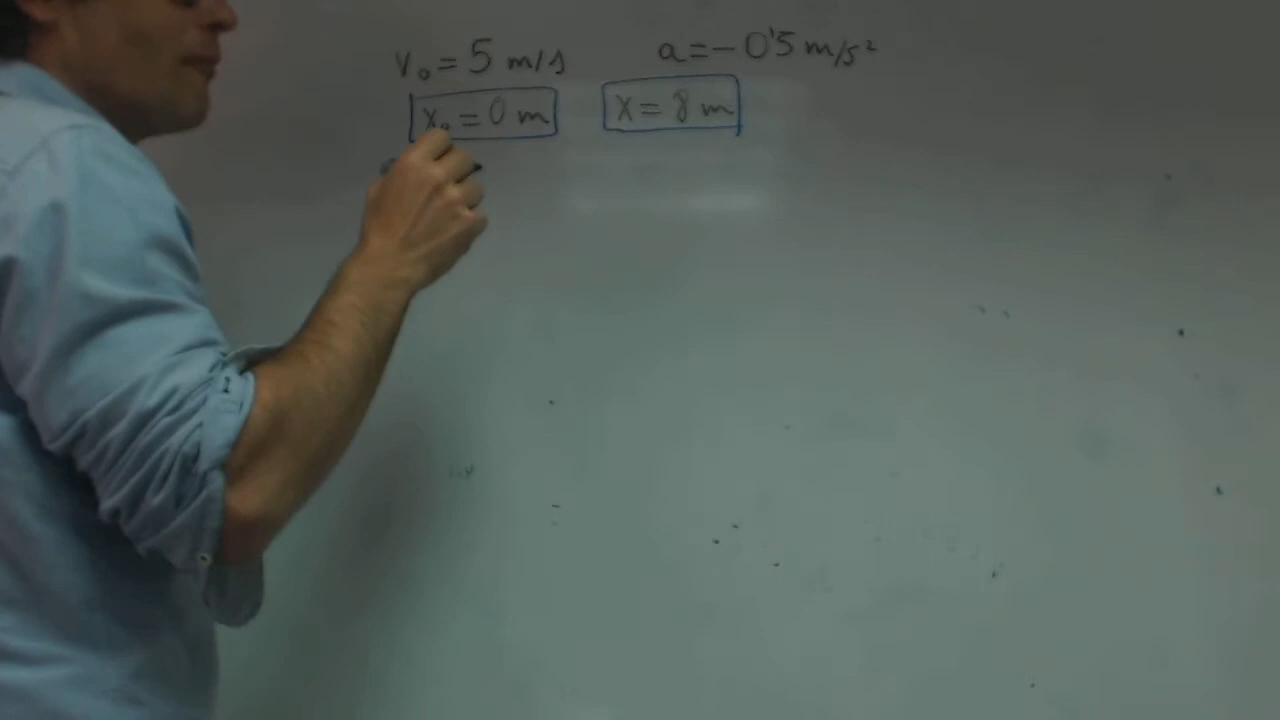 v₀ = 5 m/s a = - 0'5 m/s²
x₀ = 0 m x = 8 m